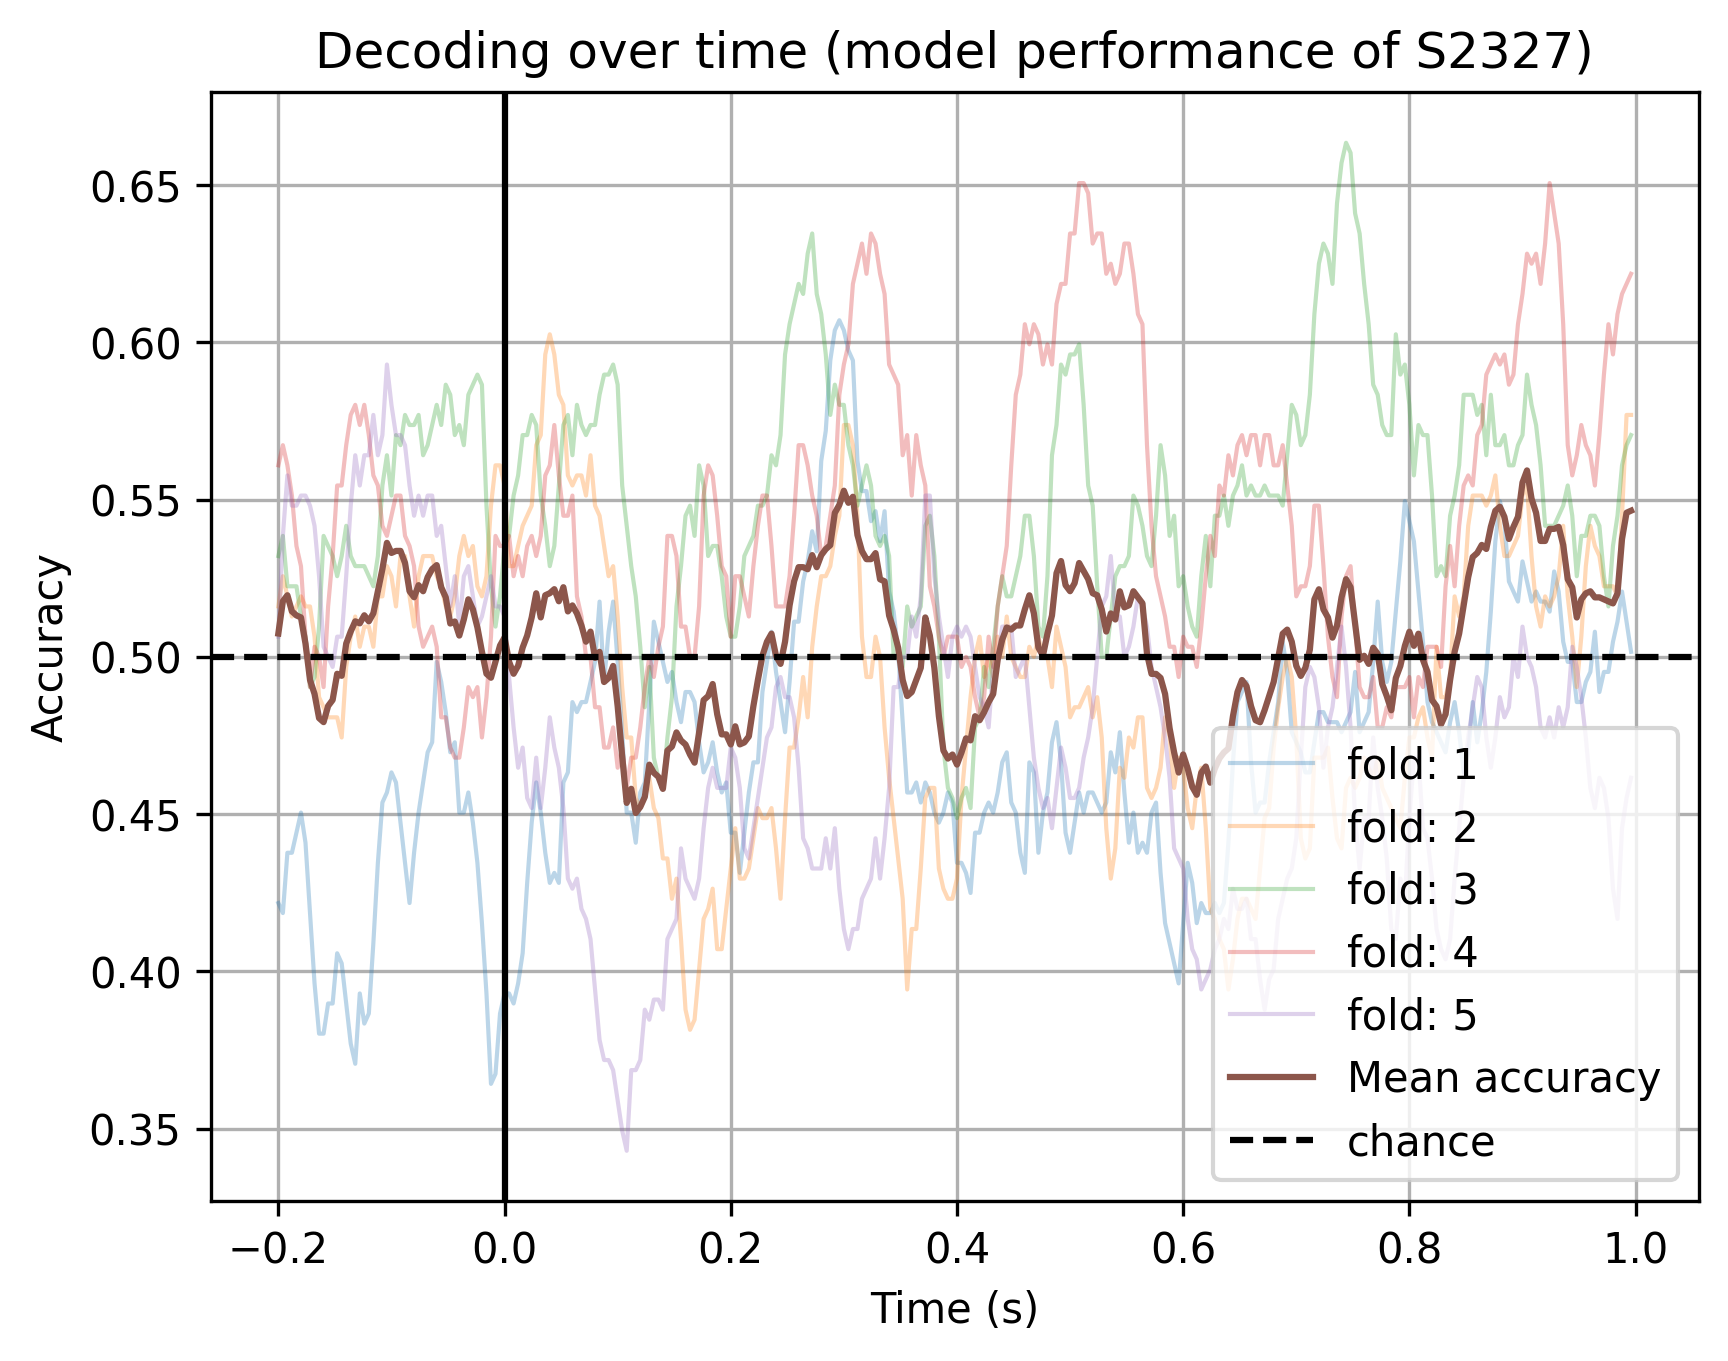 Decoding over time (model performance of S2327)
Accuracy
0.65
0.60
0.55
0.50
0.45
0.40
0.35
fold: 1
fold: 2
fold: 3
fold: 4
fold: 5
Mean accuracy
chance
−0.2
0.0
0.2
0.4
0.6
0.8
1.0
Time (s)